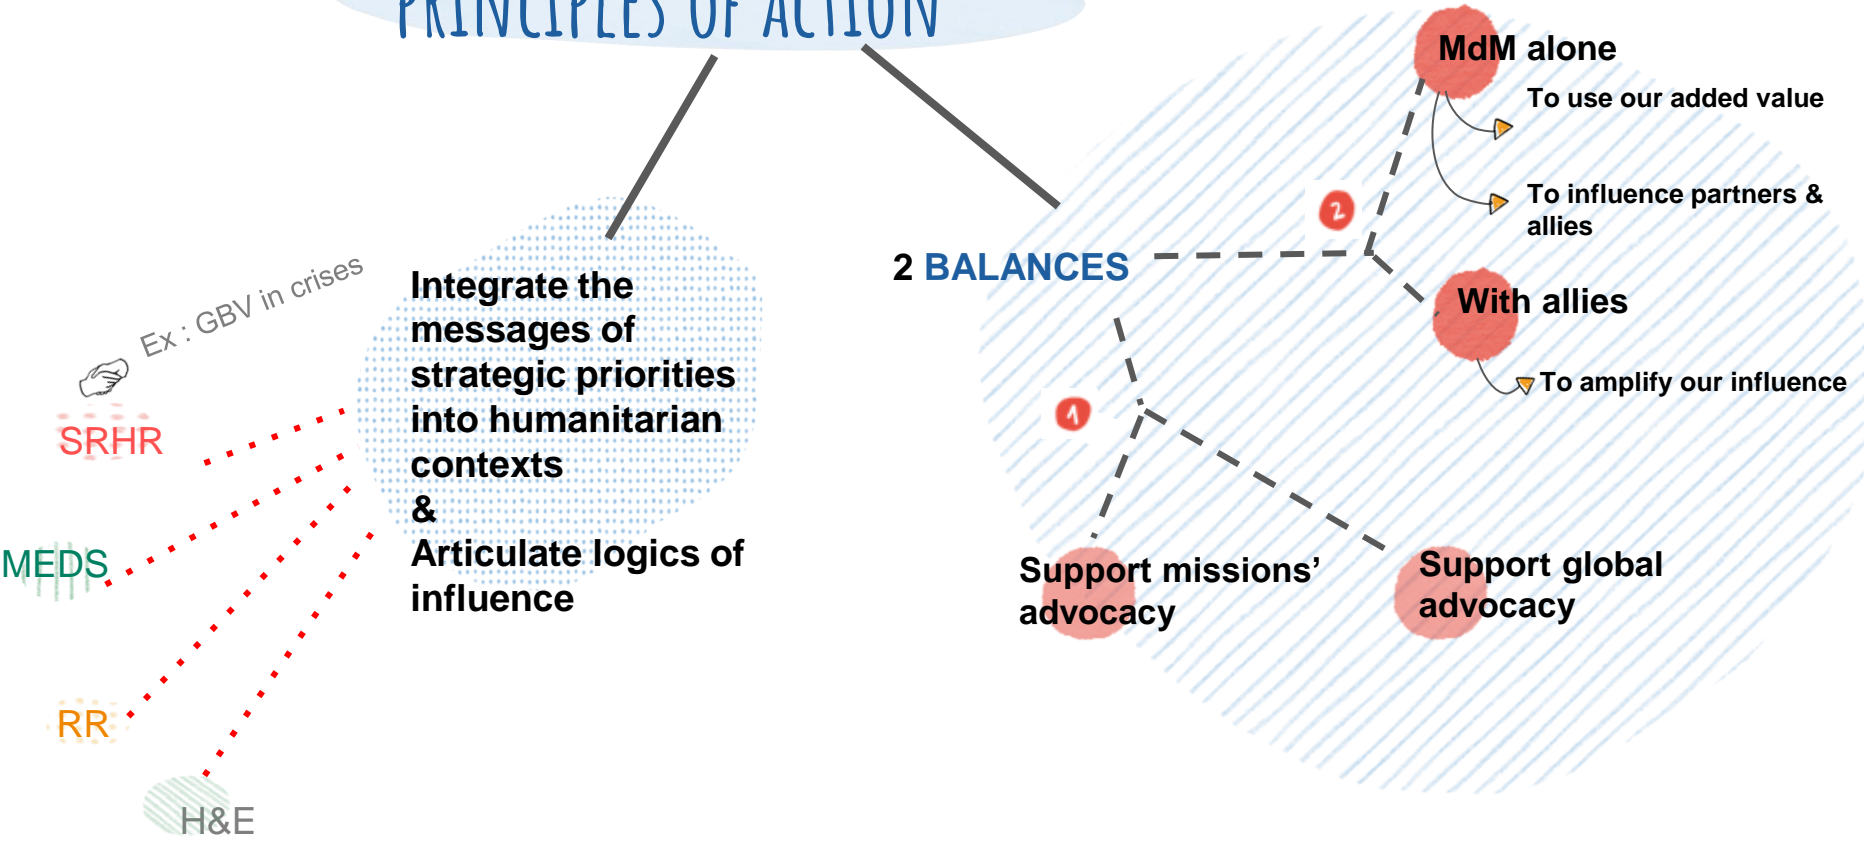 PRINCIPLES OF ACTION
Ex : GBV in crises
SRHR
MEDS
RR
H&E
Integrate the
messages of
strategic priorities
into humanitarian
contexts
&
Articulate logics of
influence
2 BALANCES
2
MdM alone
To use our added value
To influence partners &
allies
With allies
To amplify our influence
1
Support missions’
advocacy
Support global
advocacy